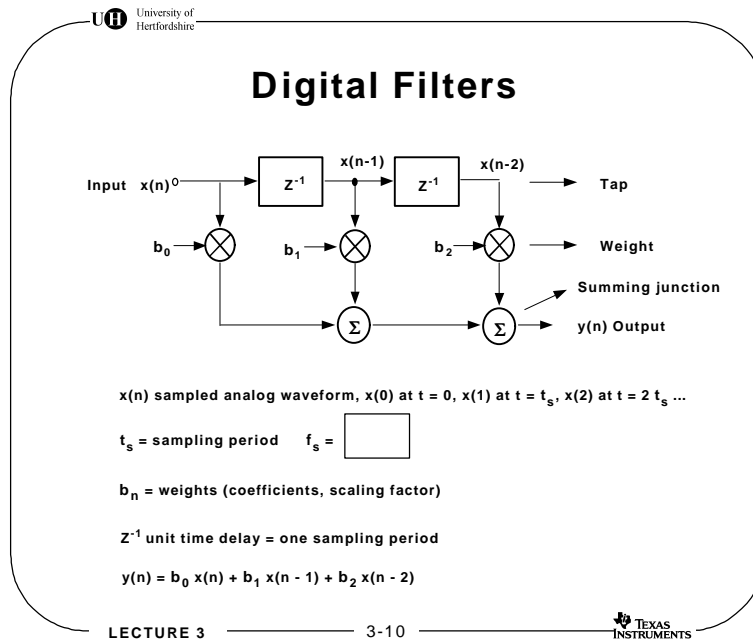 UH University of
Hertfordshire
Digital Filters
x(n-1) x(n-2)
Input x(n) Z⁻¹ Z⁻¹ Tap
b₀ b₁ b₂ Weight
Summing junction
Σ Σ y(n) Output
x(n) sampled analog waveform, x(0) at t = 0, x(1) at t = tₛ, x(2) at t = 2 tₛ ...
tₛ = sampling period fₛ =
bₙ = weights (coefficients, scaling factor)
Z⁻¹ unit time delay = one sampling period
y(n) = b₀ x(n) + b₁ x(n - 1) + b₂ x(n - 2)
LECTURE 3 3-10 TEXAS
INSTRUMENTS